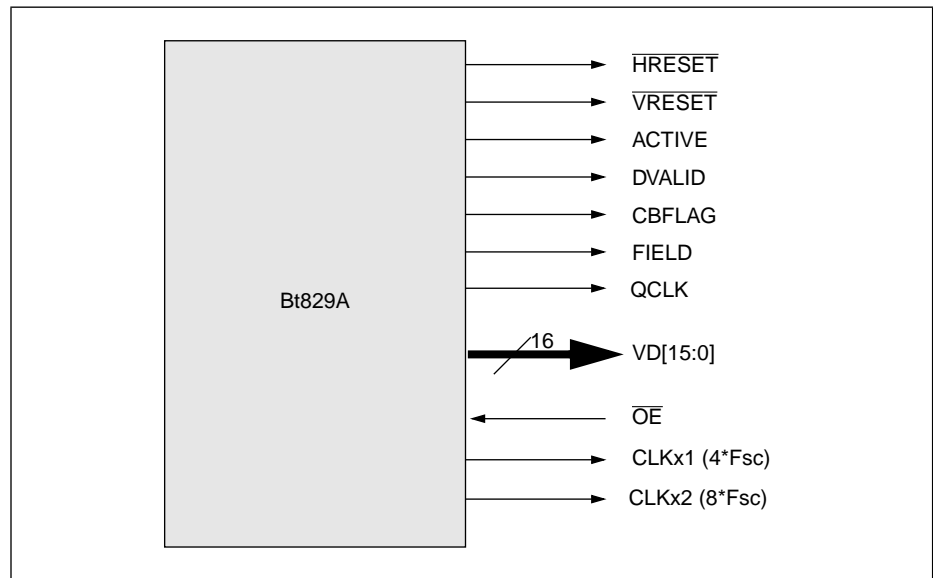 HRESET
VRESET
ACTIVE
DVALID
CBFLAG
FIELD
QCLK
Bt829A
16
VD[15:0]
OE
CLKx1 (4*Fsc)
CLKx2 (8*Fsc)